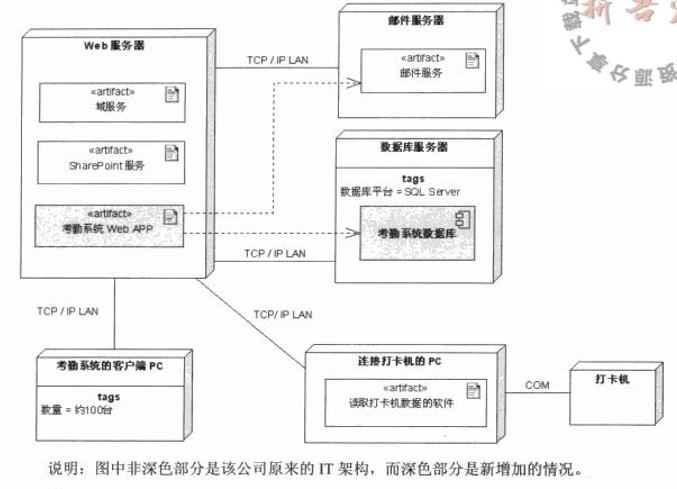 Web 服务器
«artifact»
域服务
«artifact»
SharePoint 服务
«artifact»
考勤系统 Web APP
TCP / IP LAN
邮件服务器
«artifact»
邮件服务
数据库服务器
tags
数据库平台 = SQL Server
考勤系统数据库
TCP / IP LAN
TCP / IP LAN
TCP/ IP LAN
考勤系统的客户端 PC
tags
数量 = 约100台
连接打卡机的 PC
«artifact»
读取打卡机数据的软件
COM
打卡机
说明：图中非深色部分是该公司原来的 IT 架构，而深色部分是新增加的情况。